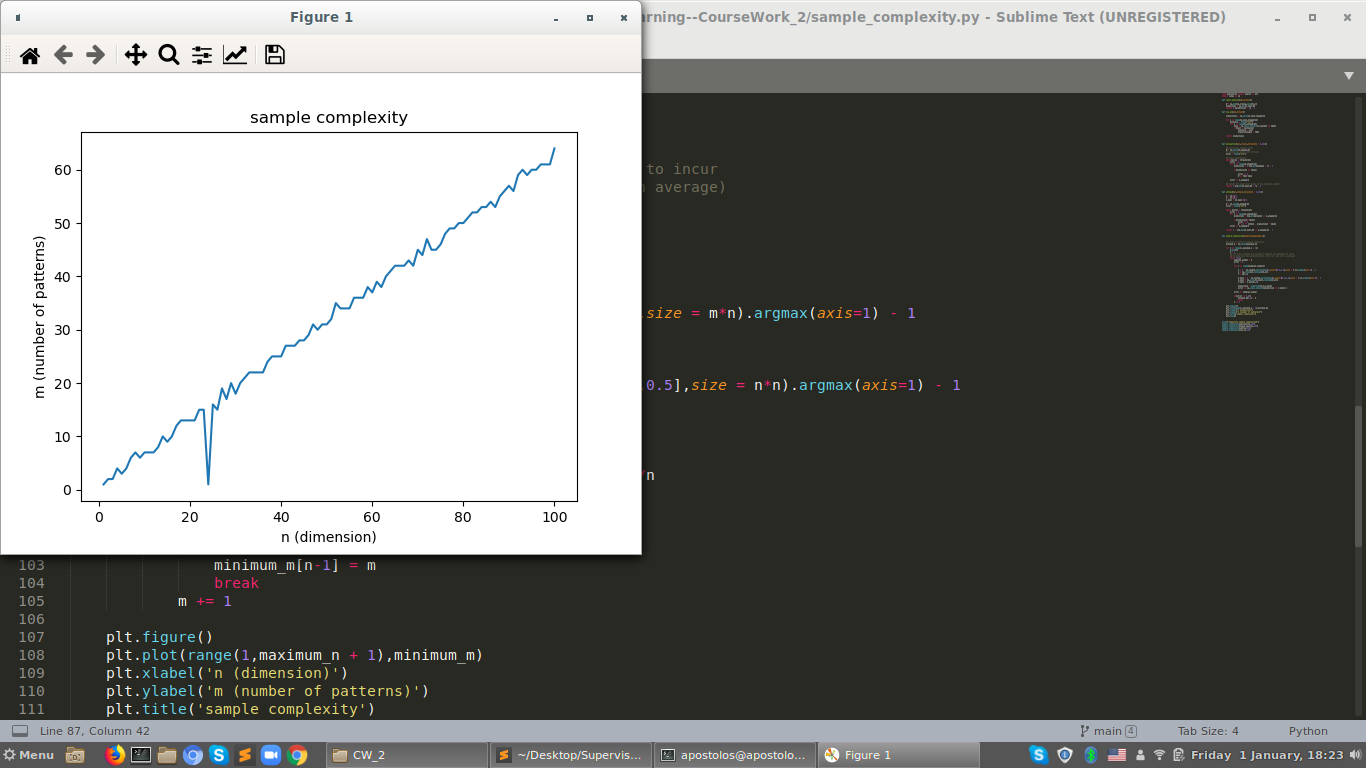 Figure 1
arning--CourseWork_2/sample_complexity.py - Sublime Text (UNREGISTERED)
sample complexity
m (number of patterns)
60
50
40
30
20
10
0
0 20 40 60 80 100
n (dimension)
to incur
average)
size = m*n).argmax(axis=1) - 1
0.5],size = n*n).argmax(axis=1) - 1
n
103 minimum_m[n-1] = m
104 break
105 m += 1
106
107 plt.figure()
108 plt.plot(range(1,maximum_n + 1),minimum_m)
109 plt.xlabel('n (dimension)')
110 plt.ylabel('m (number of patterns)')
111 plt.title('sample complexity')
Line 87, Column 42
main 4
Tab Size: 4
Python
Menu
CW_2
~/Desktop/Supervis...
apostolos@apostolo...
Figure 1
Friday 1 January, 18:23